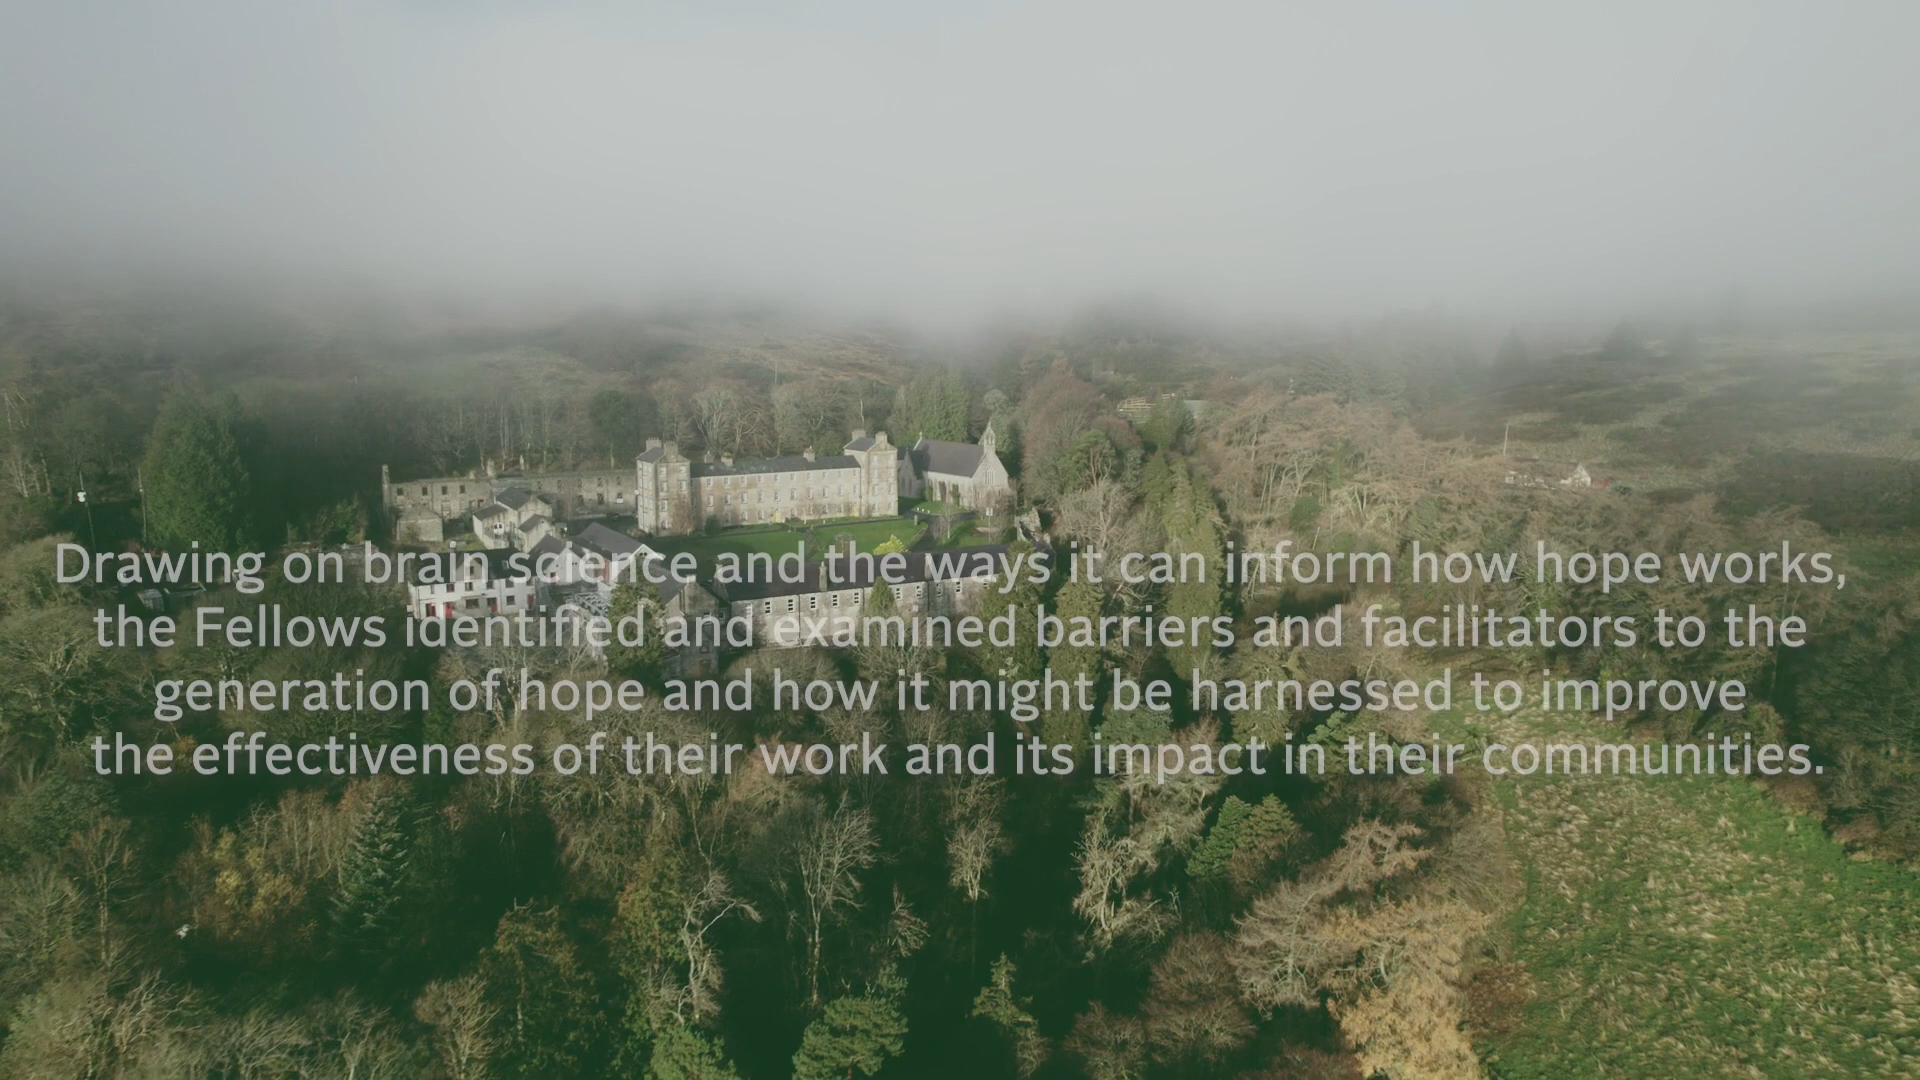 Drawing on brain science and the ways it can inform how hope works,
the Fellows identified and examined barriers and facilitators to the
generation of hope and how it might be harnessed to improve
the effectiveness of their work and its impact in their communities.